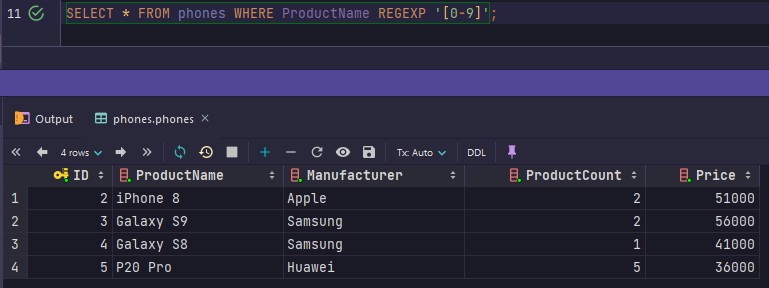 11 SELECT * FROM phones WHERE ProductName REGEXP '[0-9]';
Output phones.phones ×
4 rows Tx: Auto DDL
ID ProductName Manufacturer ProductCount Price
1 2 iPhone 8 Apple 2 51000
2 3 Galaxy S9 Samsung 2 56000
3 4 Galaxy S8 Samsung 1 41000
4 5 P20 Pro Huawei 5 36000